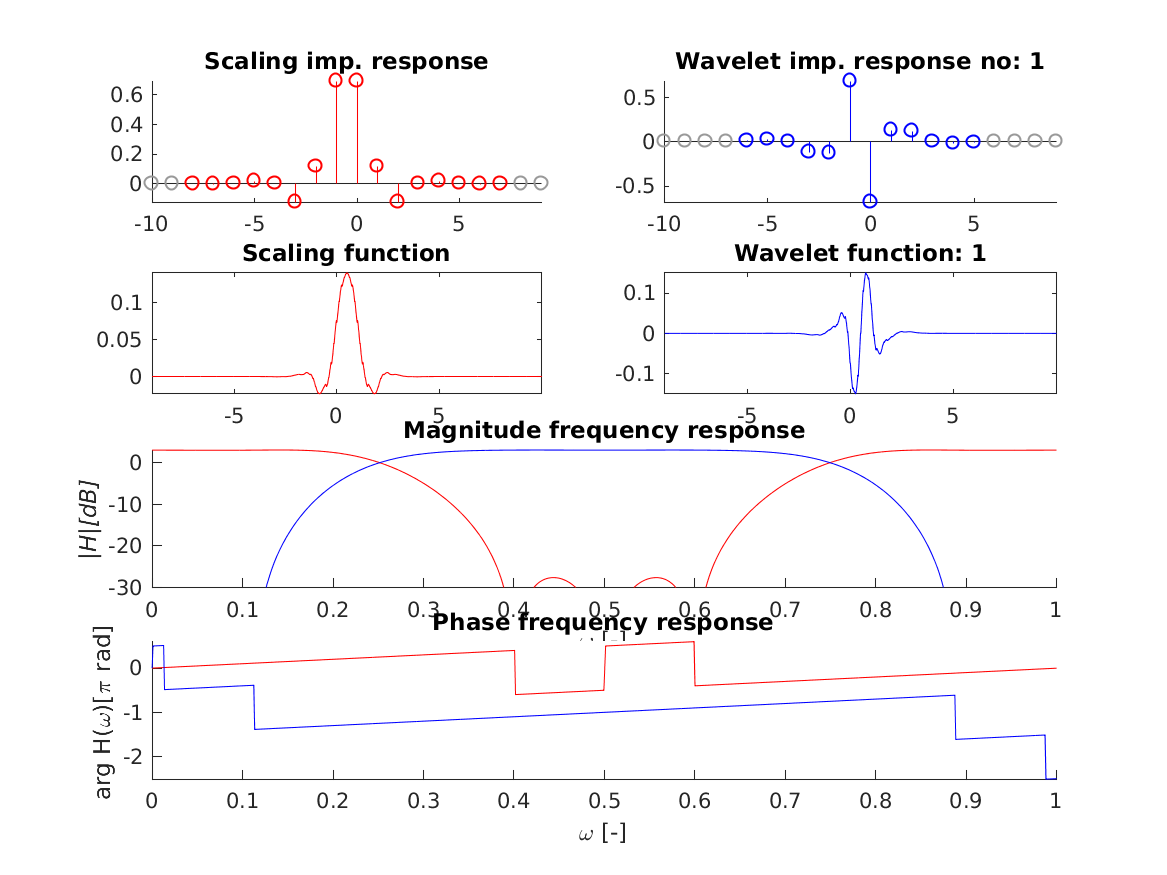 Scaling imp. response
0.6
0.4
0.2
0
-10 -5 0 5
Wavelet imp. response no: 1
0.5
0
-0.5
-10 -5 0 5
Scaling function
0.1
0.05
0
-5 0 5
Wavelet function: 1
0.1
0
-0.1
-5 0 5
Magnitude frequency response
|H|[dB]
0
-10
-20
-30
0 0.1 0.2 0.3 0.4 0.5 0.6 0.7 0.8 0.9 1
ω [-]
Phase frequency response
arg H(ω)[π rad]
0
-1
-2
0 0.1 0.2 0.3 0.4 0.5 0.6 0.7 0.8 0.9 1
ω [-]